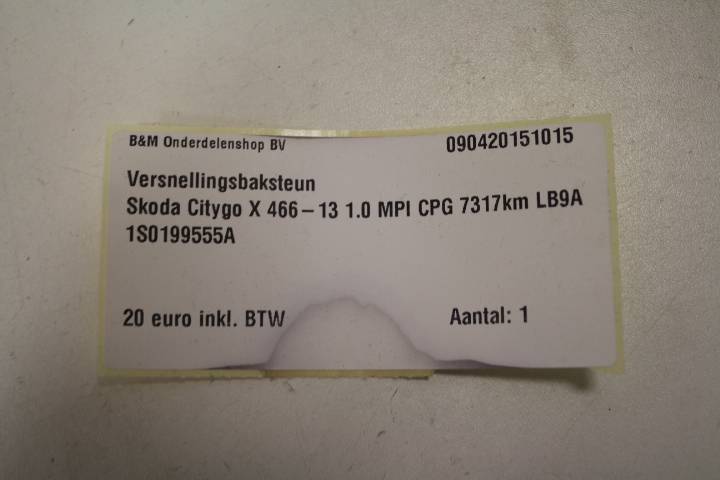 B&M Onderdelenshop BV 090420151015
Versnellingsbaksteun
Skoda Citygo X 466-13 1.0 MPI CPG 7317km LB9A
1S0199555A
20 euro inkl. BTW Aantal: 1